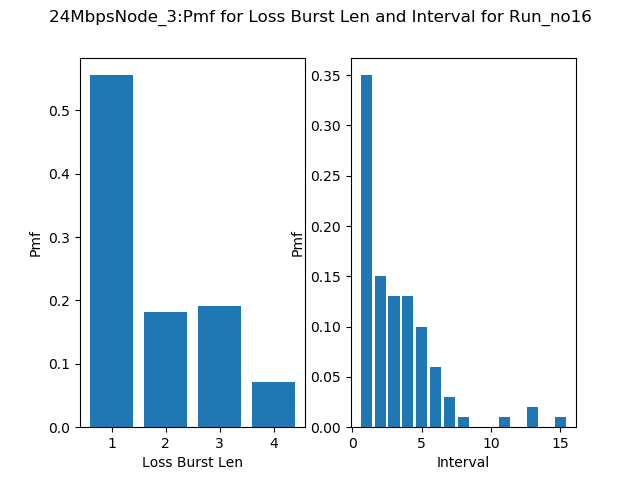 24MbpsNode_3:Pmf for Loss Burst Len and Interval for Run_no16
Pmf
0.5
0.4
0.3
0.2
0.1
0.0
1 2 3 4
Loss Burst Len
Pmf
0.35
0.30
0.25
0.20
0.15
0.10
0.05
0.00
0 5 10 15
Interval